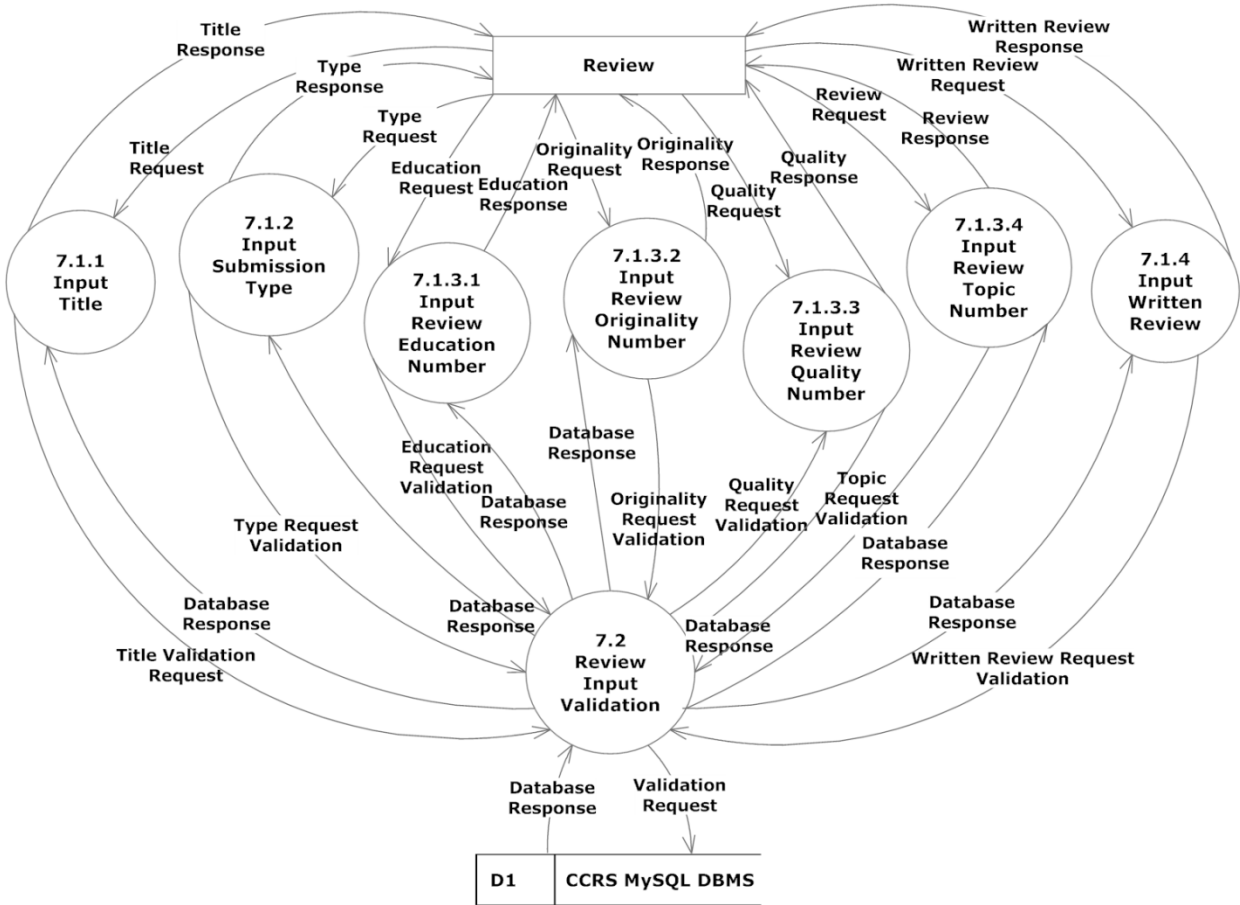 Title
Response
Written Review
Response
Type
Response
Review
Written Review
Request
Type
Request
Review
Request
Review
Response
Title
Request
Education
Request
Education
Response
Originality
Request
Originality
Response
Quality
Request
Quality
Response
7.1.1
Input
Title
7.1.2
Input
Submission
Type
7.1.3.1
Input
Review
Education
Number
7.1.3.2
Input
Review
Originality
Number
7.1.3.3
Input
Review
Quality
Number
7.1.3.4
Input
Review
Topic
Number
7.1.4
Input
Written
Review
Education
Request
Validation
Database
Response
Database
Response
Originality
Request
Validation
Quality
Request
Validation
Topic
Request
Validation
Database
Response
Type Request
Validation
Database
Response
Title Validation
Request
Database
Response
Database
Response
Database
Response
Written Review Request
Validation
7.2
Review
Input
Validation
Database
Response
Validation
Request
D1
CCRS MySQL DBMS